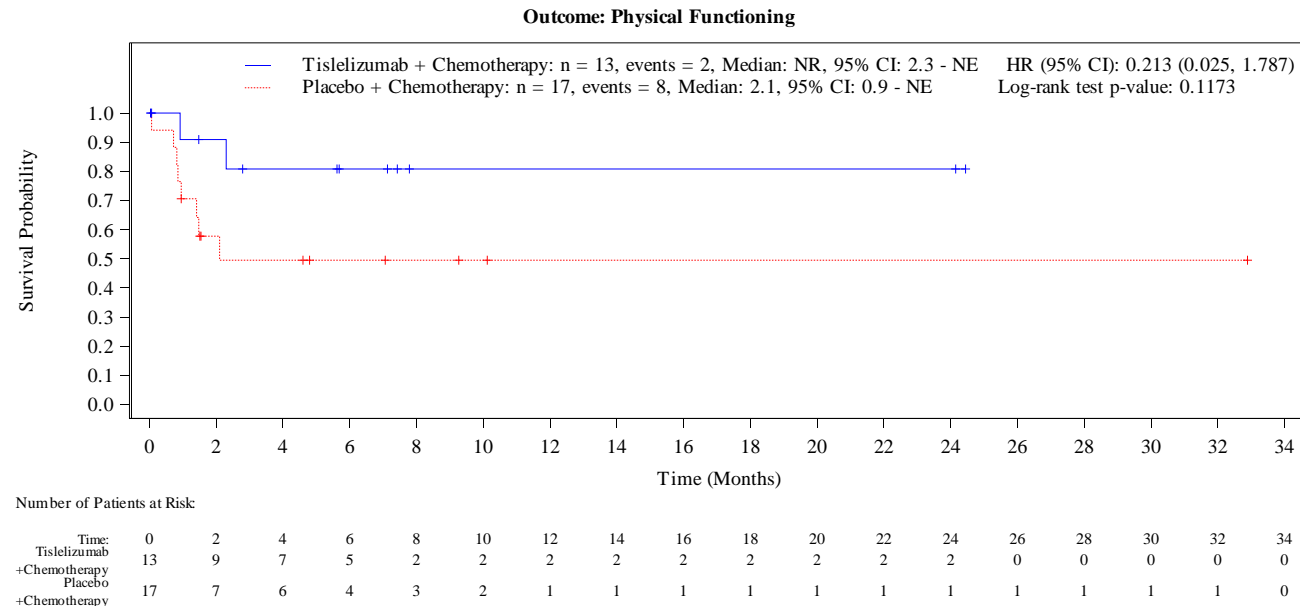 Outcome: Physical Functioning
Tislelizumab + Chemotherapy: n = 13, events = 2, Median: NR, 95% CI: 2.3 - NE HR (95% CI): 0.213 (0.025, 1.787)
Placebo + Chemotherapy: n = 17, events = 8, Median: 2.1, 95% CI: 0.9 - NE Log-rank test p-value: 0.1173
Survival Probability
1.0
0.9
0.8
0.7
0.6
0.5
0.4
0.3
0.2
0.1
0.0
0 2 4 6 8 10 12 14 16 18 20 22 24 26 28 30 32 34
Time (Months)
Number of Patients at Risk:
Time: 0 2 4 6 8 10 12 14 16 18 20 22 24 26 28 30 32 34
Tislelizumab
+Chemotherapy 13 9 7 5 2 2 2 2 2 2 2 2 2 0 0 0 0 0
Placebo
+Chemotherapy 17 7 6 4 3 2 1 1 1 1 1 1 1 1 1 1 1 0